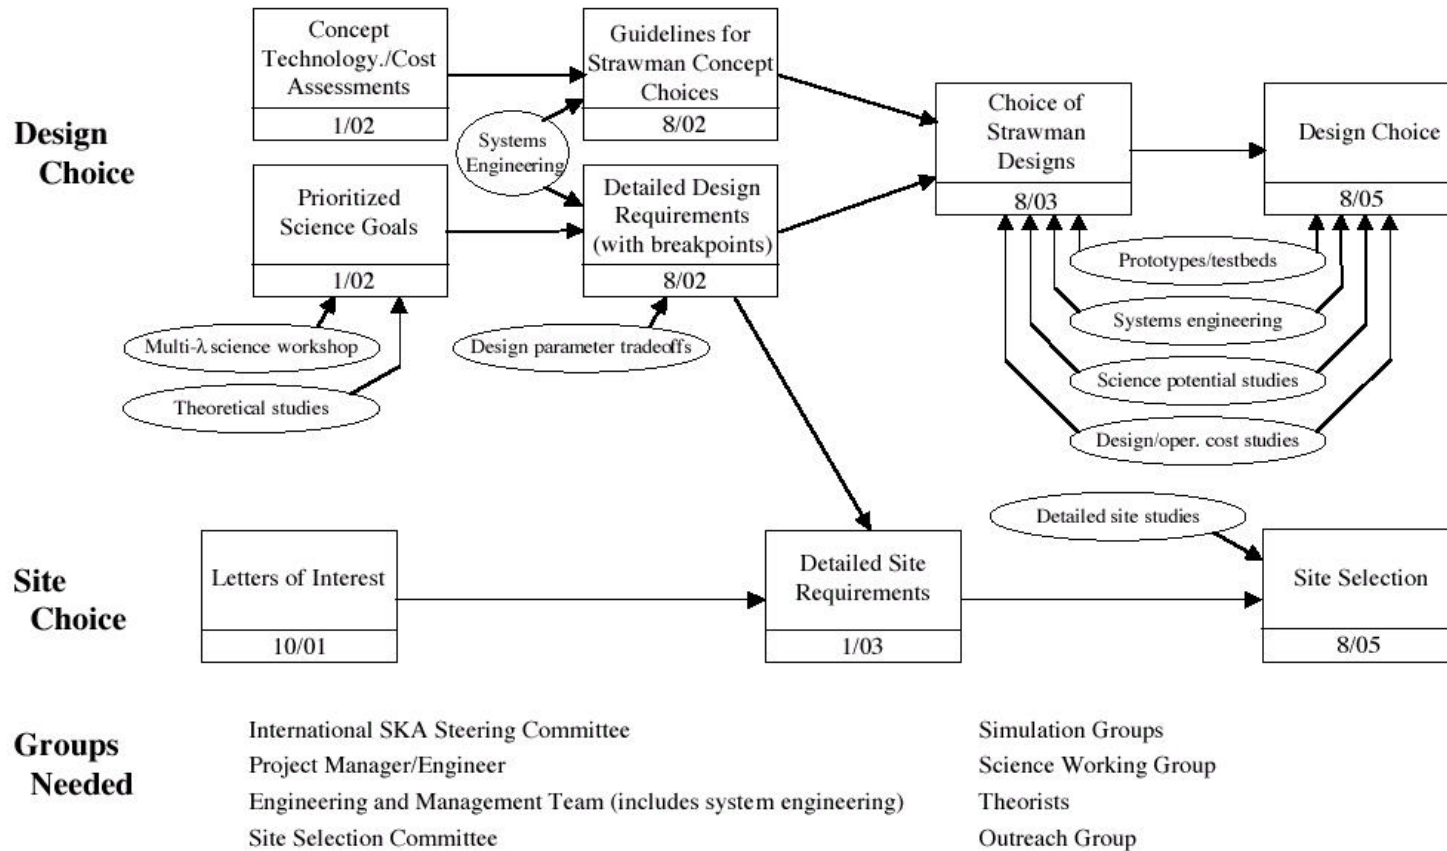 Design
Choice
Concept
Technology./Cost
Assessments
1/02
Guidelines for
Strawman Concept
Choices
8/02
Systems
Engineering
Prioritized
Science Goals
1/02
Detailed Design
Requirements
(with breakpoints)
8/02
Choice of
Strawman
Designs
8/03
Design Choice
8/05
Multi-λ science workshop
Theoretical studies
Design parameter tradeoffs
Prototypes/testbeds
Systems engineering
Science potential studies
Design/oper. cost studies
Site
Choice
Letters of Interest
10/01
Detailed Site
Requirements
1/03
Detailed site studies
Site Selection
8/05
Groups
Needed
International SKA Steering Committee
Project Manager/Engineer
Engineering and Management Team (includes system engineering)
Site Selection Committee
Simulation Groups
Science Working Group
Theorists
Outreach Group